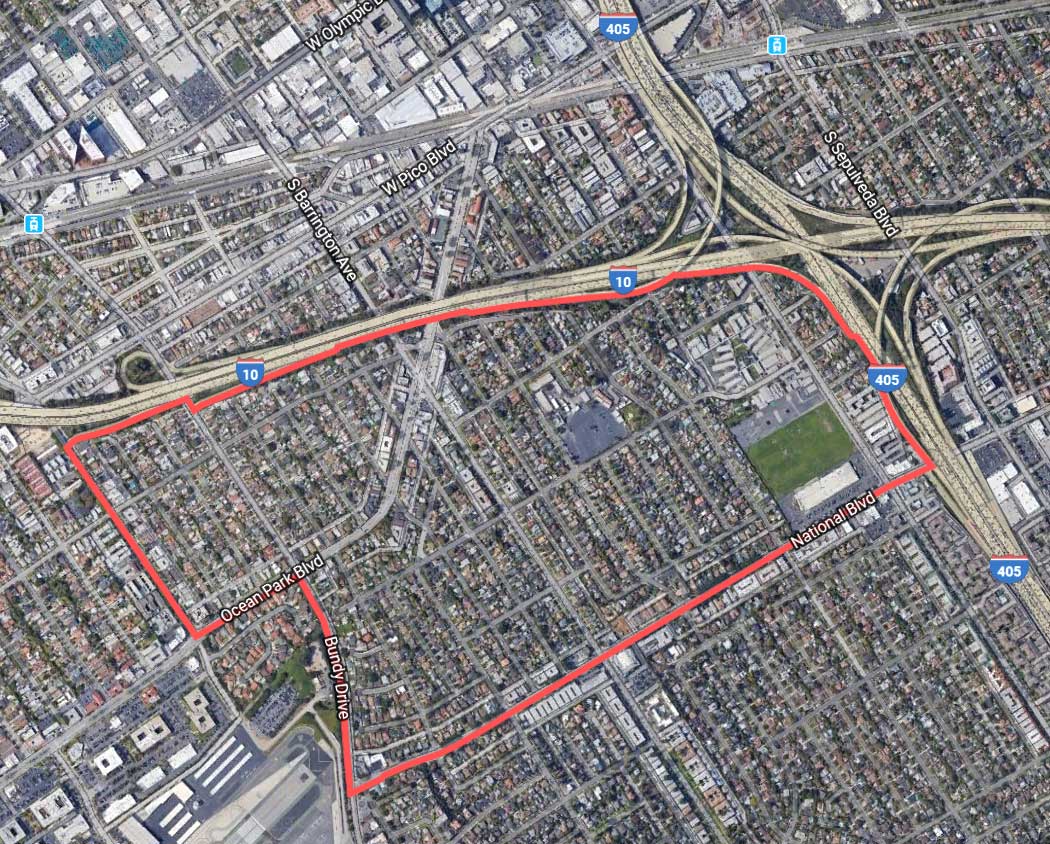 W Olympic B
405
W Pico Blvd
S Barrington Ave
S Sepulveda Blvd
10
10
405
National Blvd
Ocean Park Blvd
405
Bundy Drive